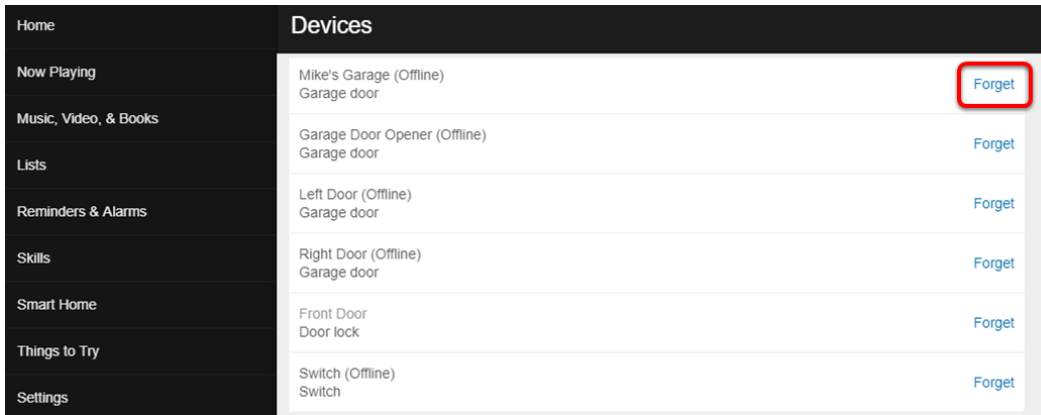 Home
Now Playing
Music, Video, & Books
Lists
Reminders & Alarms
Skills
Smart Home
Things to Try
Settings
Devices
Mike's Garage (Offline)
Garage door
Forget
Garage Door Opener (Offline)
Garage door
Forget
Left Door (Offline)
Garage door
Forget
Right Door (Offline)
Garage door
Forget
Front Door
Door lock
Forget
Switch (Offline)
Switch
Forget